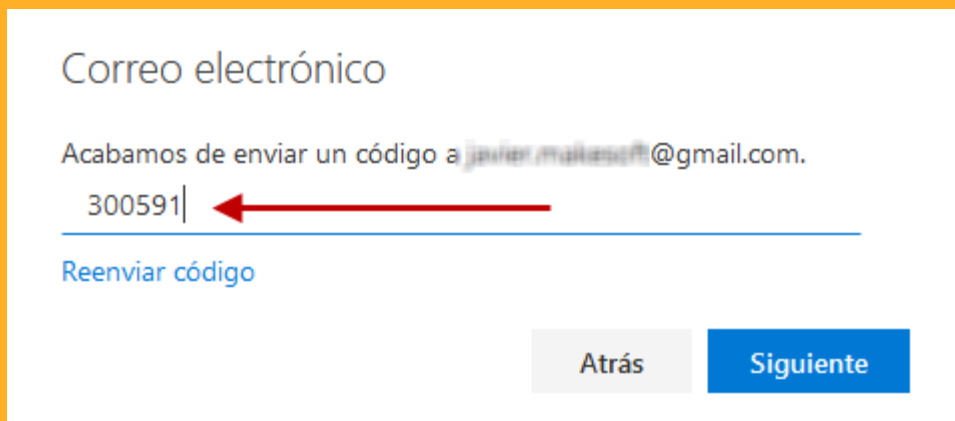 Correo electrónico
Acabamos de enviar un código a @gmail.com.
300591
Reenviar código
Atrás
Siguiente